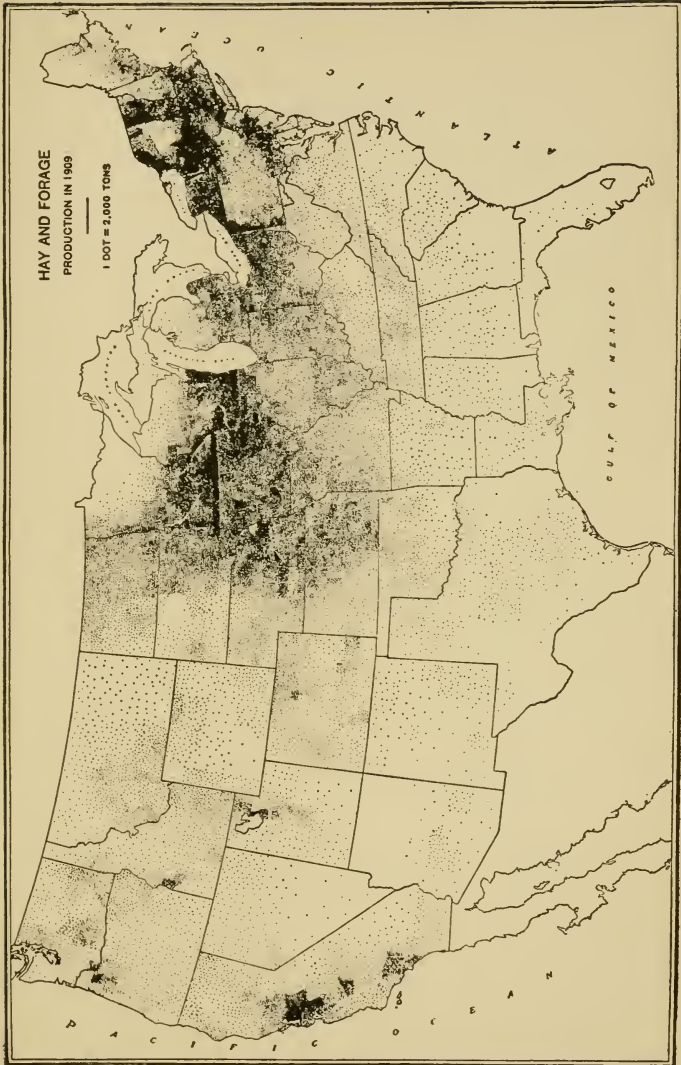 HAY AND FORAGE
PRODUCTION IN 1909
1 DOT = 2,000 TONS
ATLANTIC OCEAN
GULF OF MEXICO
PACIFIC OCEAN